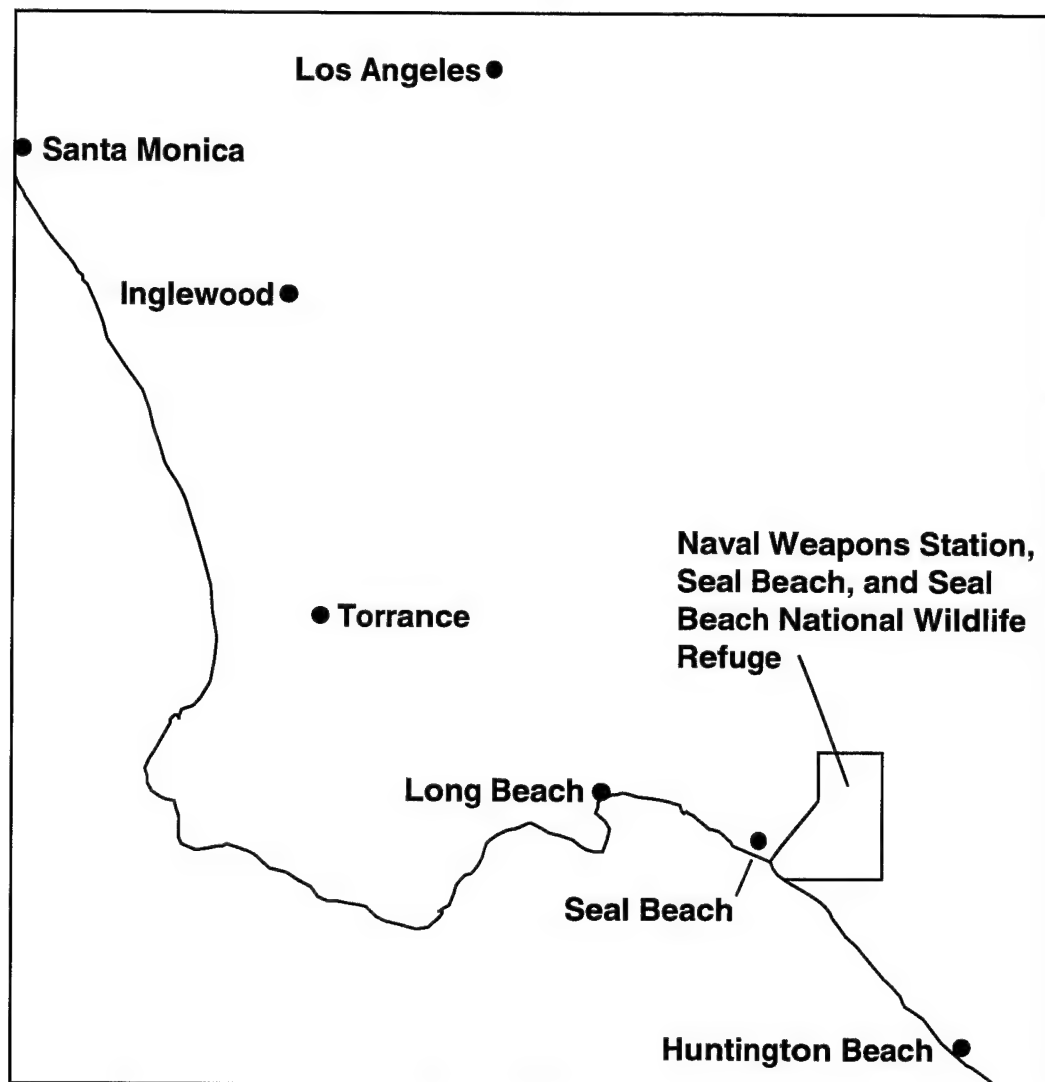 Los Angeles
Santa Monica
Inglewood
Naval Weapons Station,
Seal Beach, and Seal
Beach National Wildlife
Refuge
Torrance
Long Beach
Seal Beach
Huntington Beach